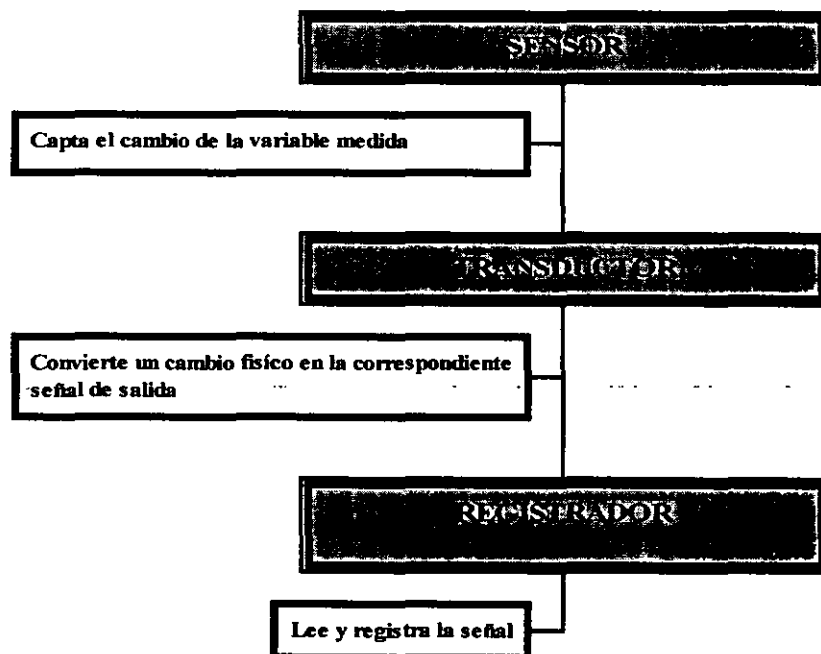 SENSOR
Capta el cambio de la variable medida
TRANSDUCTOR
Convierte un cambio fisíco en la correspondiente
señal de salida
REGISTRADOR
Lee y registra la señal